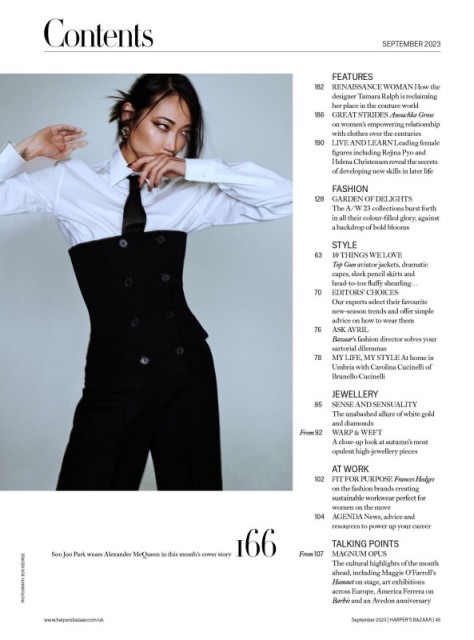 Contents
SEPTEMBER 2023
FEATURES
182 RENAISSANCE WOMAN How the
designer Tamara Ralph is reclaiming
her place in the couture world
186 GREAT STRIDES Anouchka Grose
on women's empowering relationship
with clothes over the centuries
190 LIVE AND LEARN Leading female
figures including Rejina Pyo and
Helena Christensen reveal the secrets
of developing new skills in later life
FASHION
128 GARDEN OF DELIGHTS
The A/W 23 collections burst forth
in all their colour-filled glory, against
a backdrop of bold blooms
STYLE
63 10 THINGS WE LOVE
Top Gun aviator jackets, dramatic
capes, sleek pencil skirts and
head-to-toe fluffy shearling...
70 EDITORS' CHOICES
Our experts select their favourite
new-season trends and offer simple
advice on how to wear them
76 ASK AVRIL
Bazaar's fashion director solves your
sartorial dilemmas
78 MY LIFE, MY STYLE At home in
Umbria with Carolina Cucinelli of
Brunello Cucinelli
JEWELLERY
85 SENSE AND SENSUALITY
The unabashed allure of white gold
and diamonds
From 92 WARP & WEFT
A close-up look at autumn's most
opulent high-jewellery pieces
AT WORK
102 FIT FOR PURPOSE Frances Hedges
on the fashion brands creating
sustainable workwear perfect for
women on the move
104 AGENDA News, advice and
resources to power up your career
TALKING POINTS
From 107 MAGNUM OPUS
The cultural highlights of the month
ahead, including Maggie O'Farrell's
Hamnet on stage, art exhibitions
across Europe, America Ferrera on
Barbie and an Avedon anniversary
Soo Joo Park wears Alexander McQueen in this month's cover story 166
www.harpersbazaar.com/uk
September 2023 | HARPER'S BAZAAR | 45